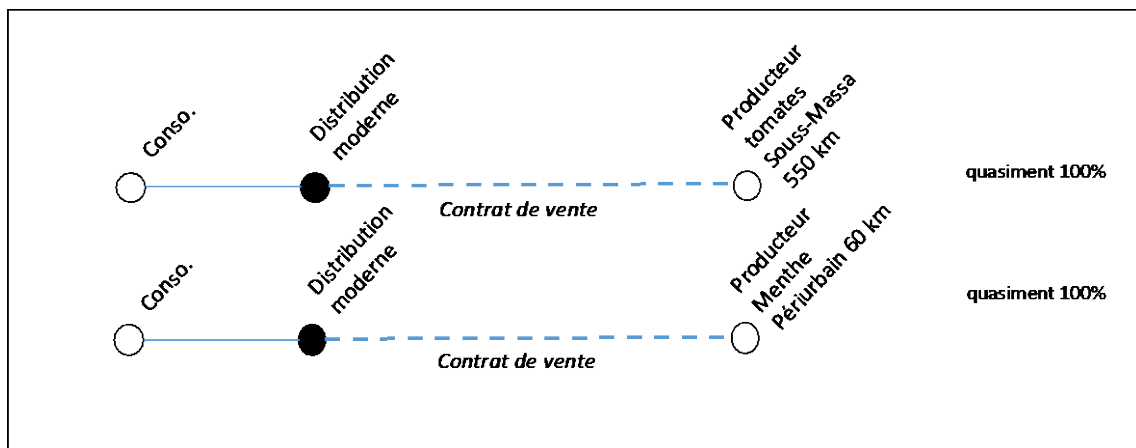 Conso.
Distribution
moderne
Producteur
tomates
Souss-Massa
550 km
quasiment 100%
Contrat de vente
Conso.
Distribution
moderne
Producteur
Menthe
Périurbain 60 km
quasiment 100%
Contrat de vente